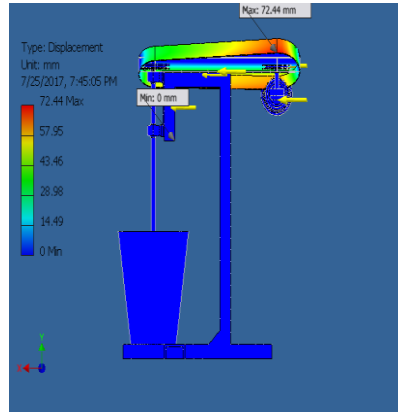 Max: 72.44 mm
Type: Displacement
Unit: mm
7/25/2017, 7:45:05 PM
72.44 Max
Min: 0 mm
57.95
43.46
28.98
14.49
0 Min
Y